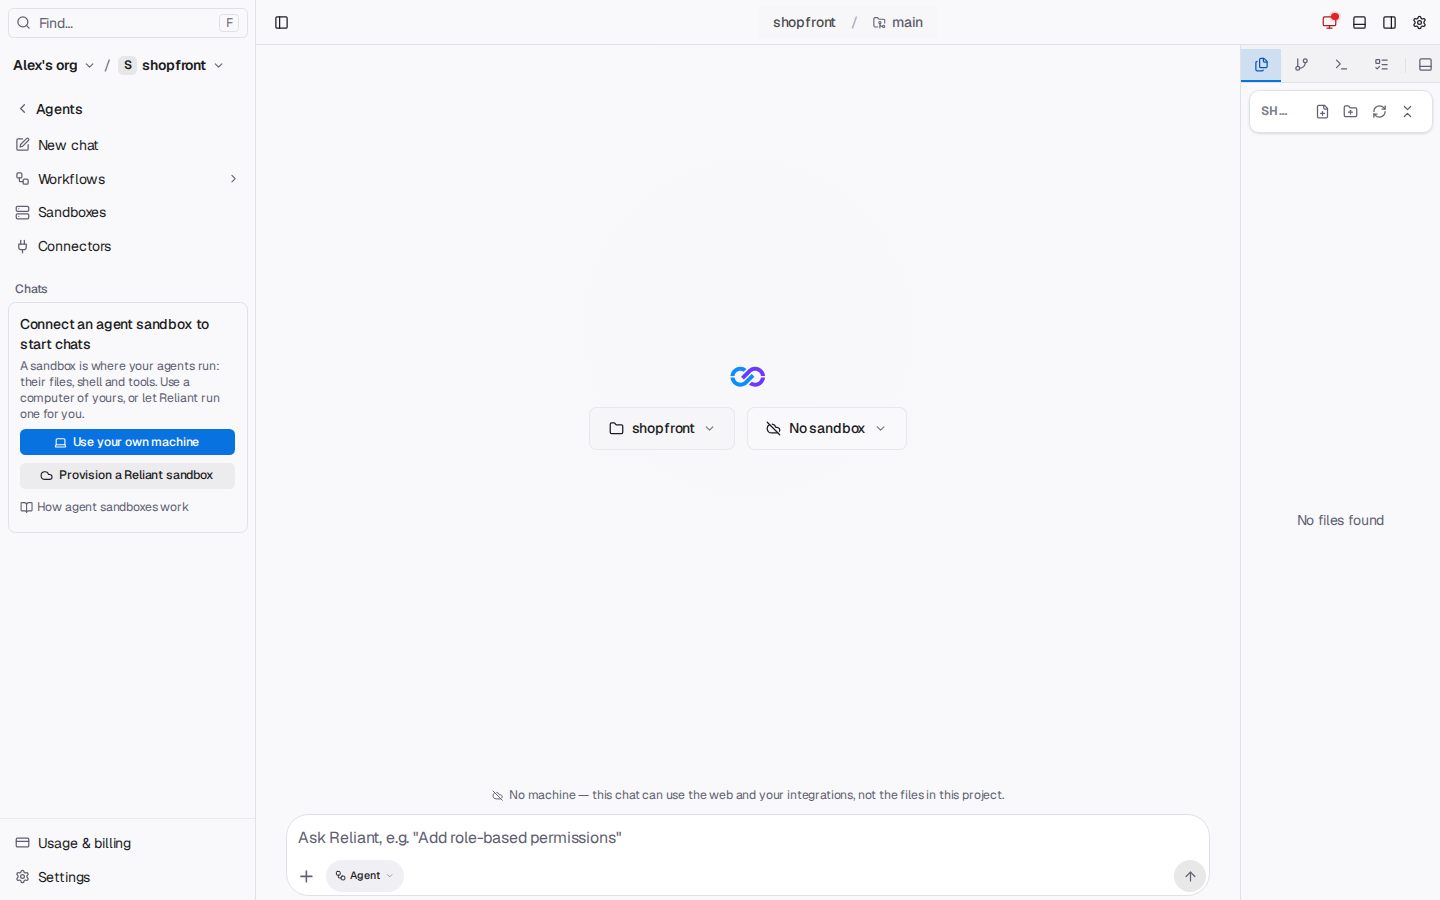 Find...
F
Alex's org / S shopfront
Agents
New chat
Workflows
Sandboxes
Connectors
Chats
Connect an agent sandbox to
start chats
A sandbox is where your agents run:
their files, shell and tools. Use a
computer of yours, or let Reliant run
one for you.
Use your own machine
Provision a Reliant sandbox
How agent sandboxes work
Usage & billing
Settings
shopfront / main
shopfront
No sandbox
No machine — this chat can use the web and your integrations, not the files in this project.
Ask Reliant, e.g. "Add role-based permissions"
Agent
SH...
No files found